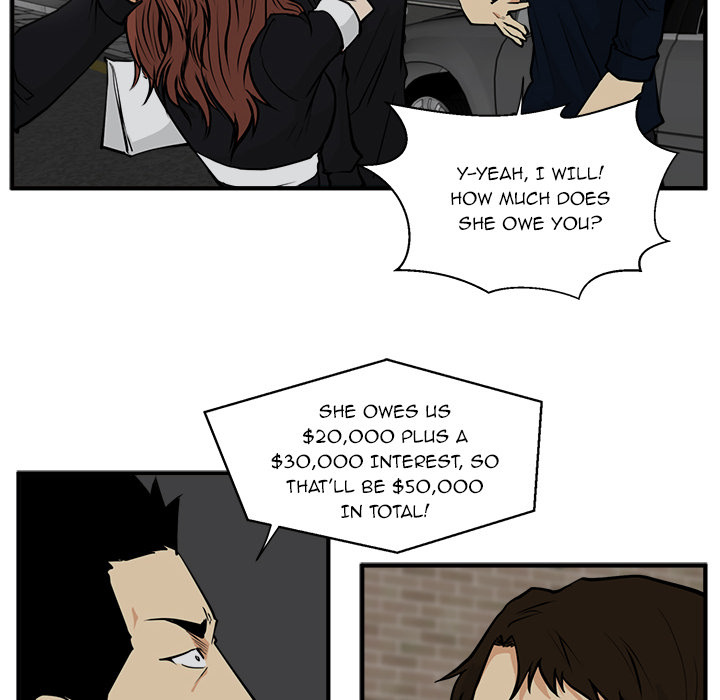 Y-YEAH, I WILL!
HOW MUCH DOES
SHE OWE YOU?
SHE OWES US
$20,000 PLUS A
$30,000 INTEREST, SO
THAT'LL BE $50,000
IN TOTAL!